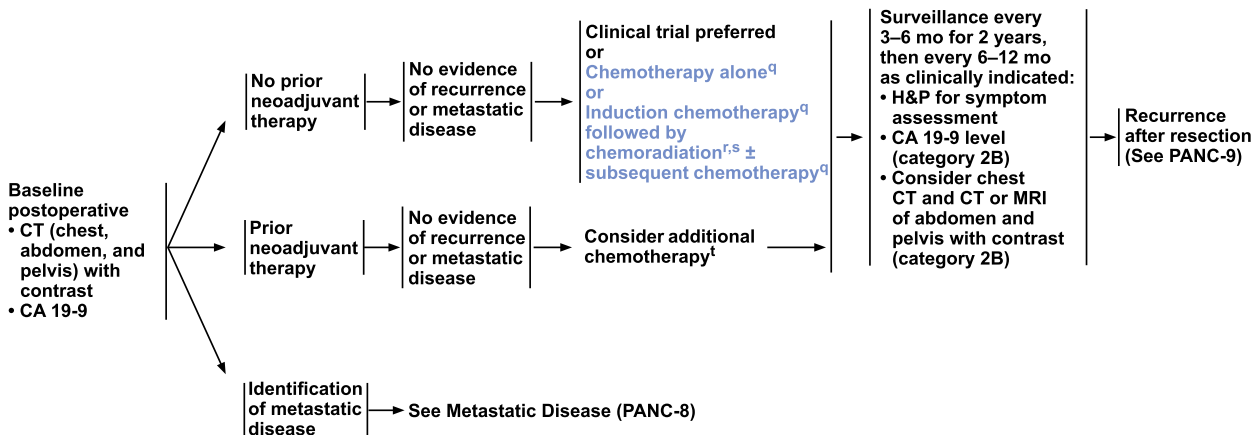 Baseline
postoperative
• CT (chest,
abdomen, and
pelvis) with
contrast
• CA 19-9
No prior
neoadjuvant
therapy
No evidence
of recurrence
or metastatic
disease
Clinical trial preferred
or
Chemotherapy alone^q
or
Induction chemotherapy^q
followed by
chemoradiation^r,s ±
subsequent chemotherapy^q
Prior
neoadjuvant
therapy
No evidence
of recurrence
or metastatic
disease
Consider additional
chemotherapy^t
Identification
of metastatic
disease
See Metastatic Disease (PANC-8)
Surveillance every
3–6 mo for 2 years,
then every 6–12 mo
as clinically indicated:
• H&P for symptom
assessment
• CA 19-9 level
(category 2B)
• Consider chest
CT and CT or MRI
of abdomen and
pelvis with contrast
(category 2B)
Recurrence
after resection
(See PANC-9)